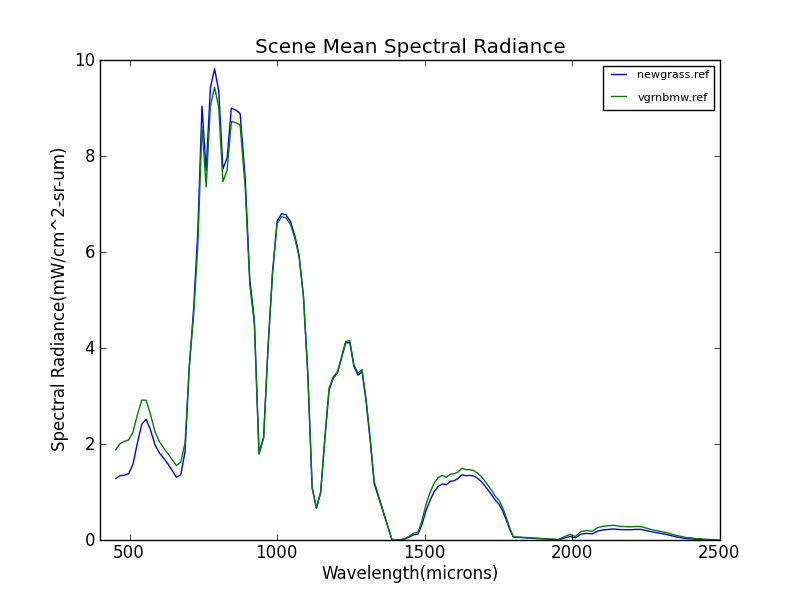 Scene Mean Spectral Radiance
newgrass.ref
vgrnbmw.ref
Spectral Radiance(mW/cm^2-sr-um)
10
8
6
4
2
0
500
1000
1500
2000
2500
Wavelength(microns)